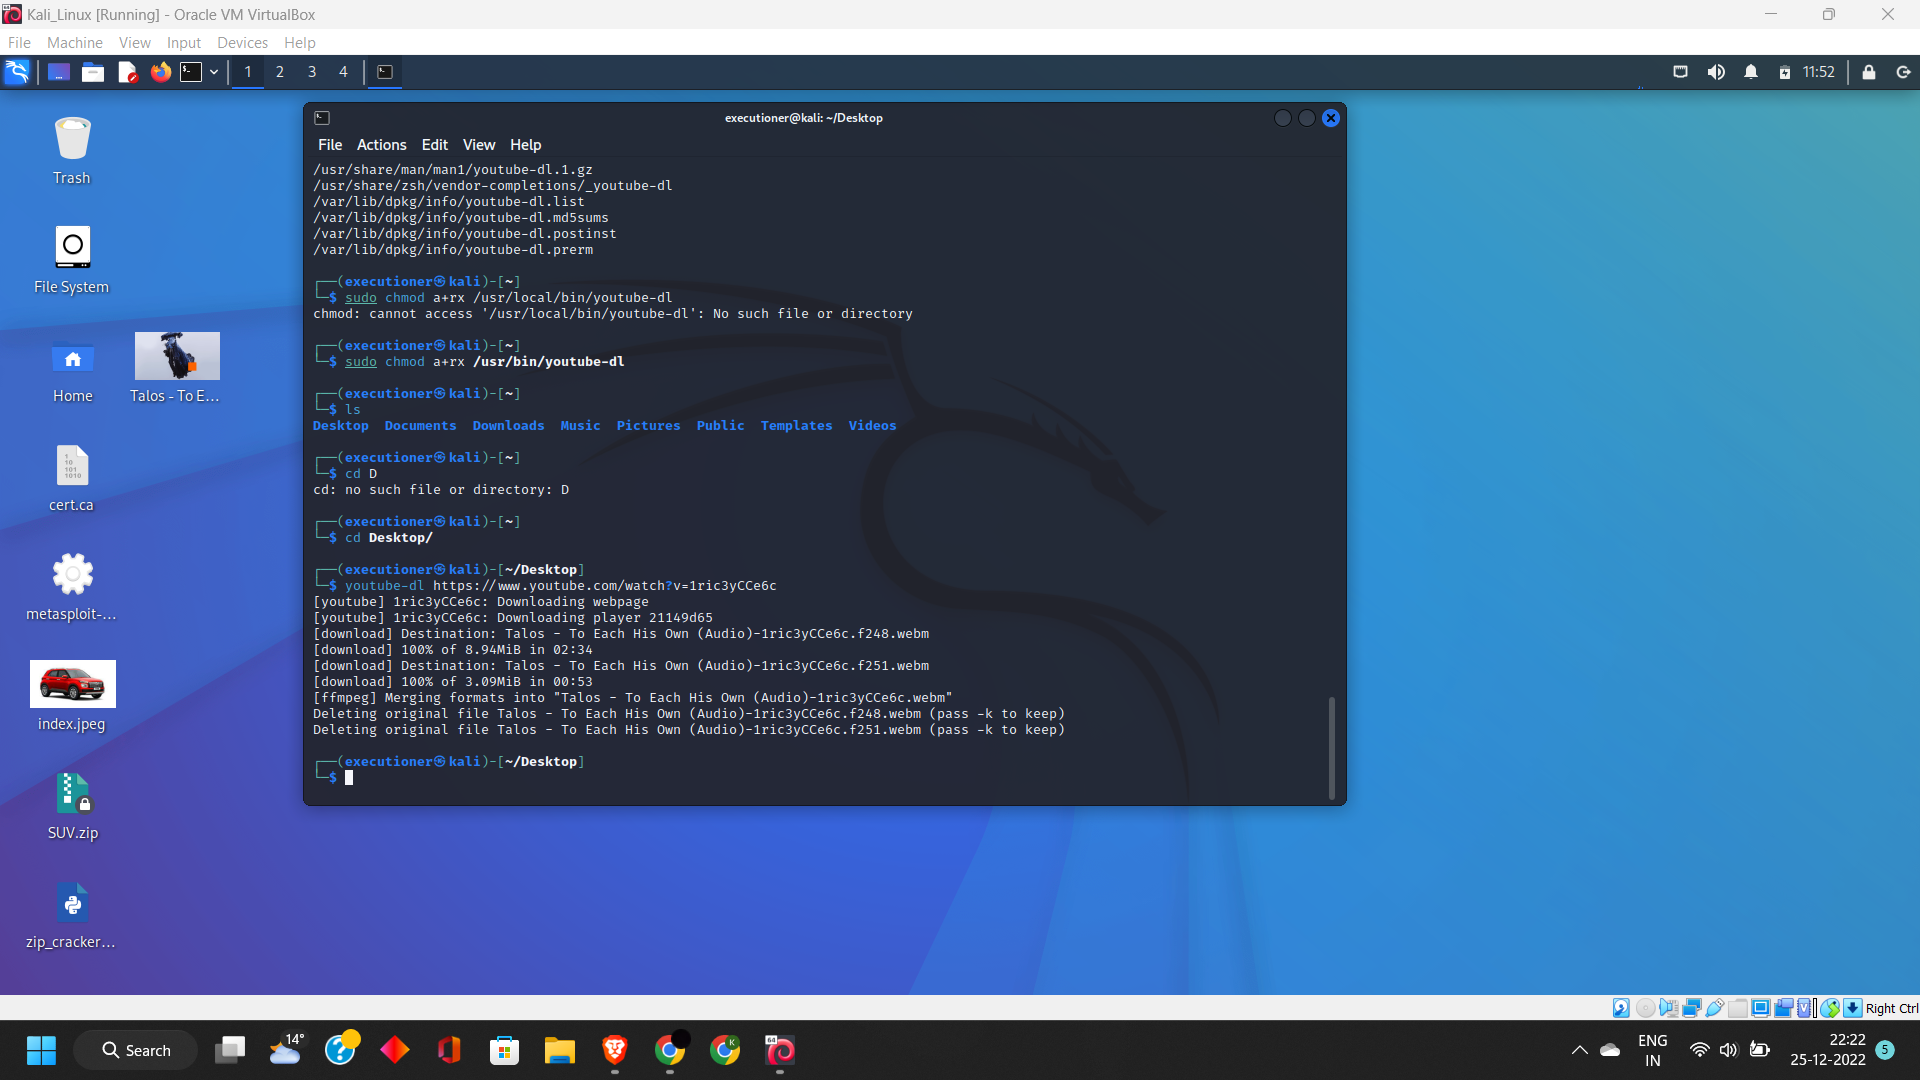 Kali_Linux [Running] - Oracle VM VirtualBox
File Machine View Input Devices Help
1 2 3 4 11:52
executioner@kali: ~/Desktop
File Actions Edit View Help
/usr/share/man/man1/youtube-dl.1.gz
/usr/share/zsh/vendor-completions/_youtube-dl
/var/lib/dpkg/info/youtube-dl.list
/var/lib/dpkg/info/youtube-dl.md5sums
/var/lib/dpkg/info/youtube-dl.postinst
/var/lib/dpkg/info/youtube-dl.prerm
┌──(executioner㉿kali)-[~]
└─$ sudo chmod a+rx /usr/local/bin/youtube-dl
chmod: cannot access '/usr/local/bin/youtube-dl': No such file or directory
┌──(executioner㉿kali)-[~]
└─$ sudo chmod a+rx /usr/bin/youtube-dl
┌──(executioner㉿kali)-[~]
└─$ ls
Desktop Documents Downloads Music Pictures Public Templates Videos
┌──(executioner㉿kali)-[~]
└─$ cd D
cd: no such file or directory: D
┌──(executioner㉿kali)-[~]
└─$ cd Desktop/
┌──(executioner㉿kali)-[~/Desktop]
└─$ youtube-dl https://www.youtube.com/watch?v=1ric3yCCe6c
[youtube] 1ric3yCCe6c: Downloading webpage
[youtube] 1ric3yCCe6c: Downloading player 21149d65
[download] Destination: Talos - To Each His Own (Audio)-1ric3yCCe6c.f248.webm
[download] 100% of 8.94MiB in 02:34
[download] Destination: Talos - To Each His Own (Audio)-1ric3yCCe6c.f251.webm
[download] 100% of 3.09MiB in 00:53
[ffmpeg] Merging formats into "Talos - To Each His Own (Audio)-1ric3yCCe6c.webm"
Deleting original file Talos - To Each His Own (Audio)-1ric3yCCe6c.f248.webm (pass -k to keep)
Deleting original file Talos - To Each His Own (Audio)-1ric3yCCe6c.f251.webm (pass -k to keep)
┌──(executioner㉿kali)-[~/Desktop]
└─$
Trash
File System
Home
Talos - To E...
cert.ca
metasploit-...
index.jpeg
SUV.zip
zip_cracker...
Right Ctrl
Search
14°
K
ENG
IN
22:22
25-12-2022
5